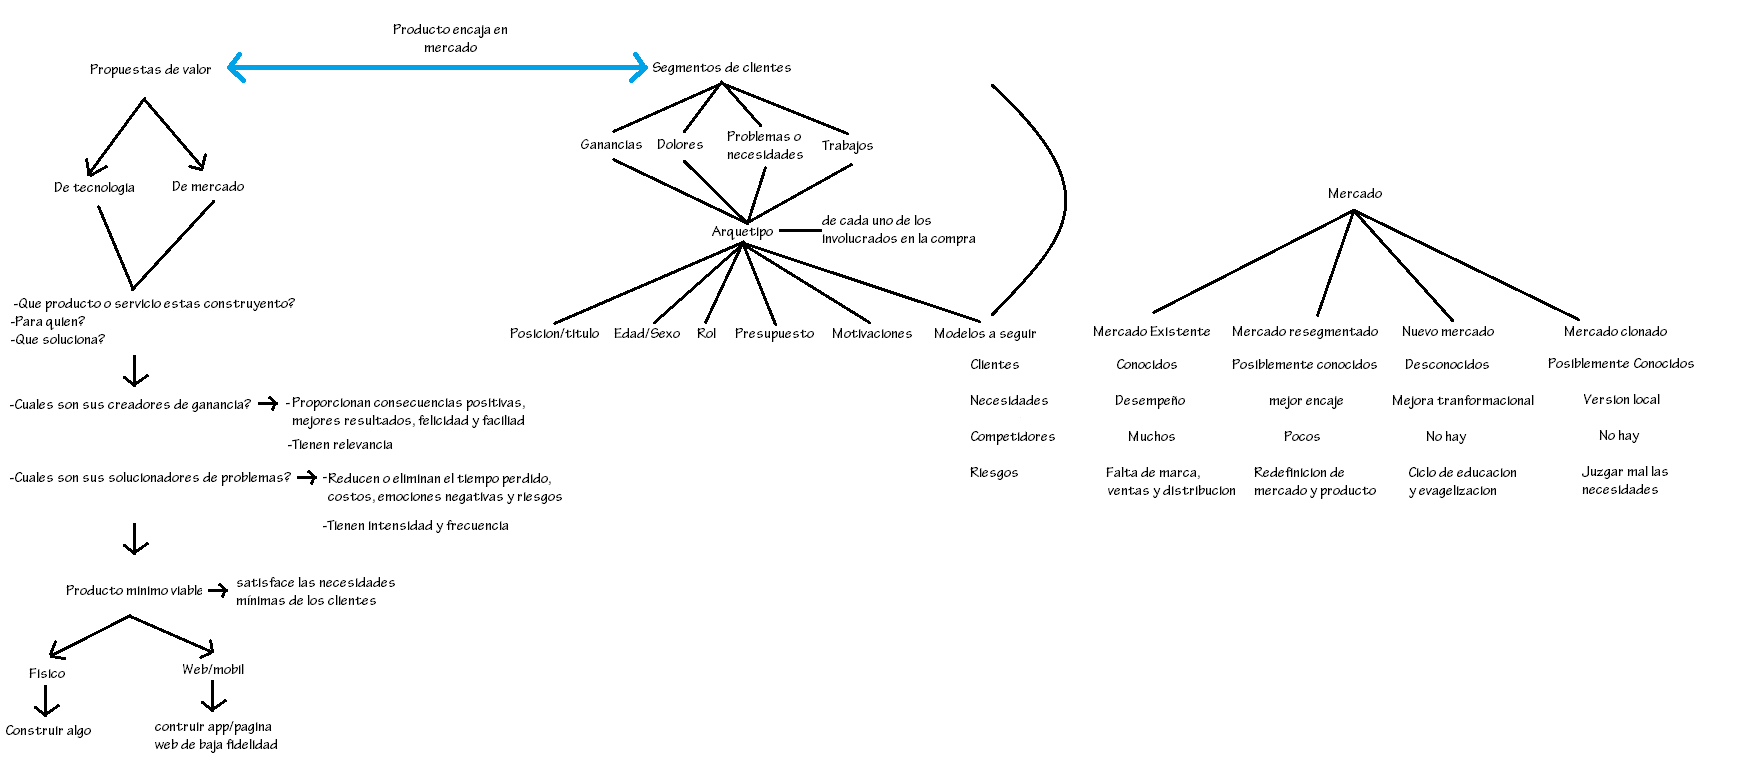 Producto encaja en
mercado
Propuestas de valor
Segmentos de clientes
De tecnologia
De mercado
-Que producto o servicio estas construyento?
-Para quien?
-Que soluciona?
-Cuales son sus creadores de ganancia?
- Proporcionan consecuencias positivas,
mejores resultados, felicidad y faciliad
-Tienen relevancia
-Cuales son sus solucionadores de problemas?
-Reducen o eliminan el tiempo perdido,
costos, emociones negativas y riesgos
-Tienen intensidad y frecuencia
Producto minimo viable
satisface las necesidades
mínimas de los clientes
Fisico
Web/mobil
Construir algo
contruir app/pagina
web de baja fidelidad
Ganancias
Dolores
Problemas o
necesidades
Trabajos
Arquetipo
de cada uno de los
involucrados en la compra
Posicion/titulo
Edad/Sexo
Rol
Presupuesto
Motivaciones
Modelos a seguir
Mercado
Mercado Existente
Mercado resegmentado
Nuevo mercado
Mercado clonado
Clientes
Conocidos
Posiblemente conocidos
Desconocidos
Posiblemente Conocidos
Necesidades
Desempeño
mejor encaje
Mejora tranformacional
Version local
Competidores
Muchos
Pocos
No hay
No hay
Riesgos
Falta de marca,
ventas y distribucion
Redefinicion de
mercado y producto
Ciclo de educacion
y evagelizacion
Juzgar mal las
necesidades